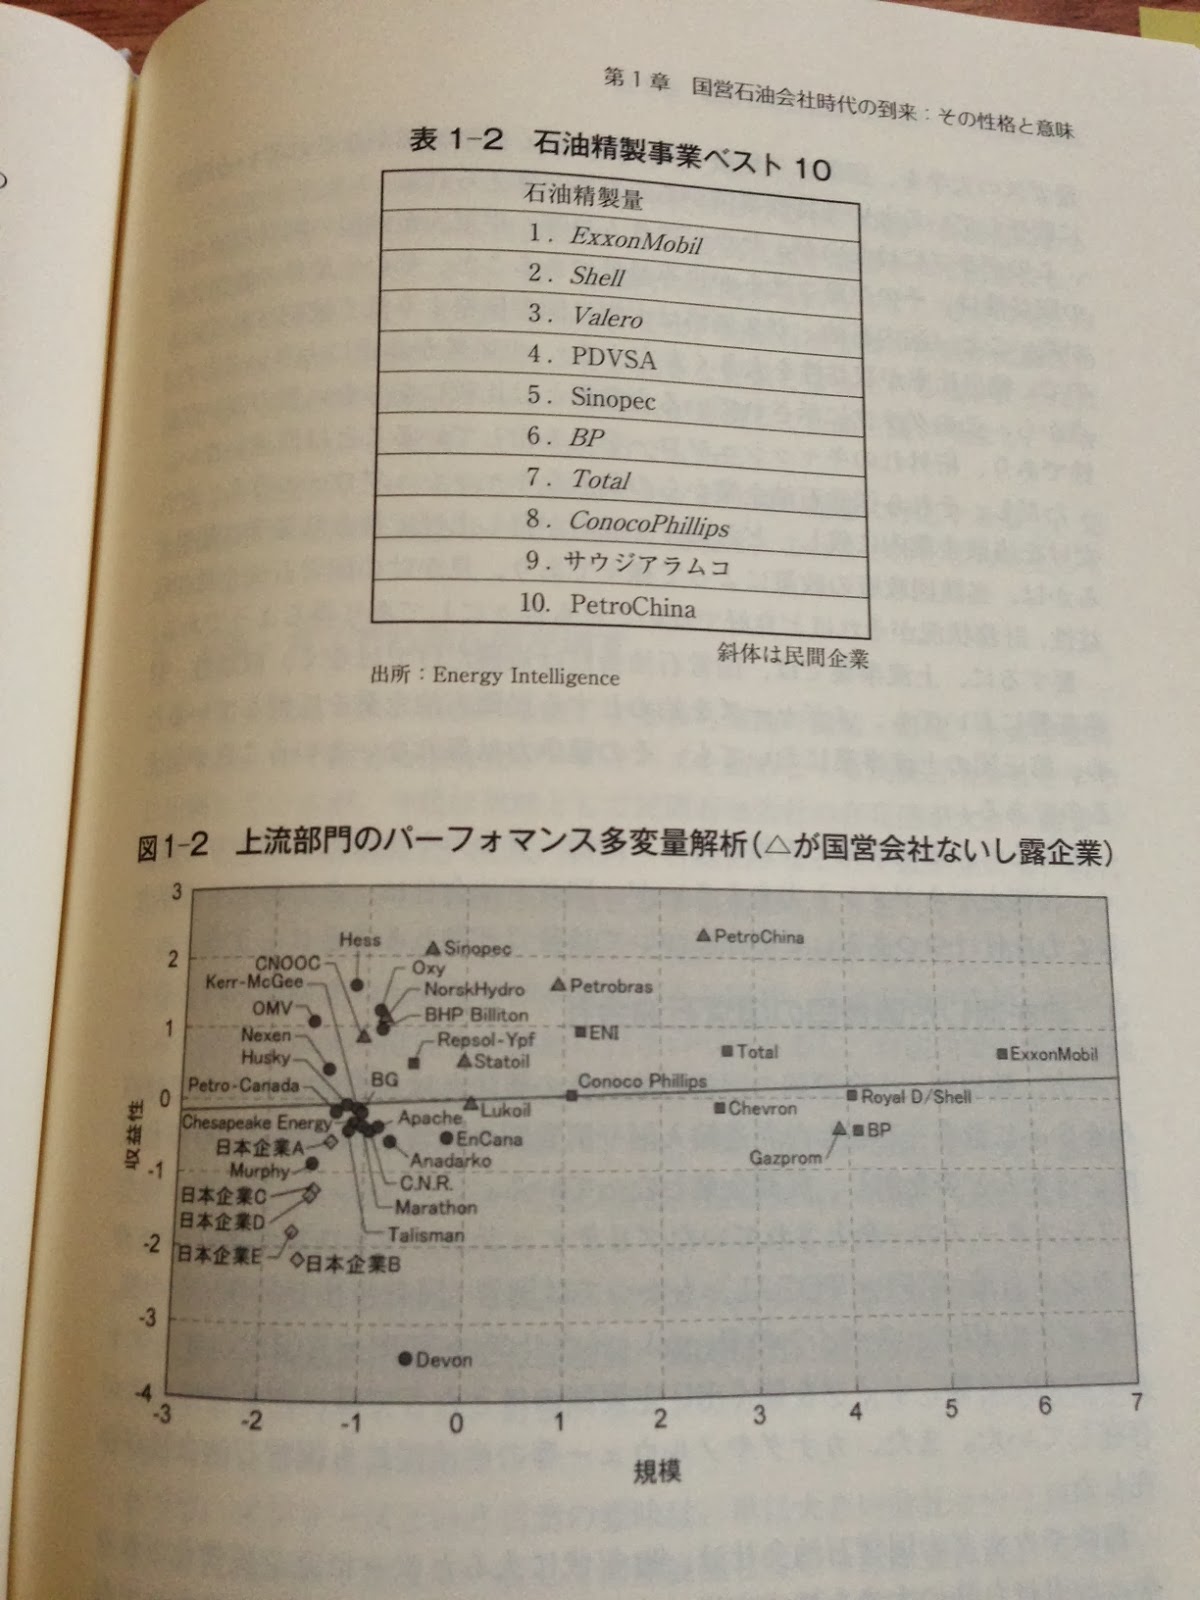 第1章 国営石油会社時代の到来：その性格と意味
表1-2 石油精製事業ベスト10
石油精製量
1. ExxonMobil
2. Shell
3. Valero
4. PDVSA
5. Sinopec
6. BP
7. Total
8. ConocoPhillips
9. サウジアラムコ
10. PetroChina
斜体は民間企業
出所：Energy Intelligence
図1-2 上流部門のパーフォマンス多変量解析(△が国営会社ないし露企業)
3
2
1
0
-1
-2
-3
-4
収益性
Hess
Sinopec
PetroChina
CNOOC
Oxy
Kerr-McGee
NorskHydro
Petrobras
OMV
BHP Billiton
Nexen
Repsol-Ypf
ENI
Husky
Statoil
Total
ExxonMobil
Petro-Canada
BG
Conoco Phillips
Royal D/Shell
Chesapeake Energy
Apache
Lukoil
Chevron
日本企業A
EnCana
BP
Murphy
Anadarko
Gazprom
日本企業C
C.N.R.
日本企業D
Marathon
日本企業E
日本企業B
Talisman
Devon
-3 -2 -1 0 1 2 3 4 5 6 7
規模